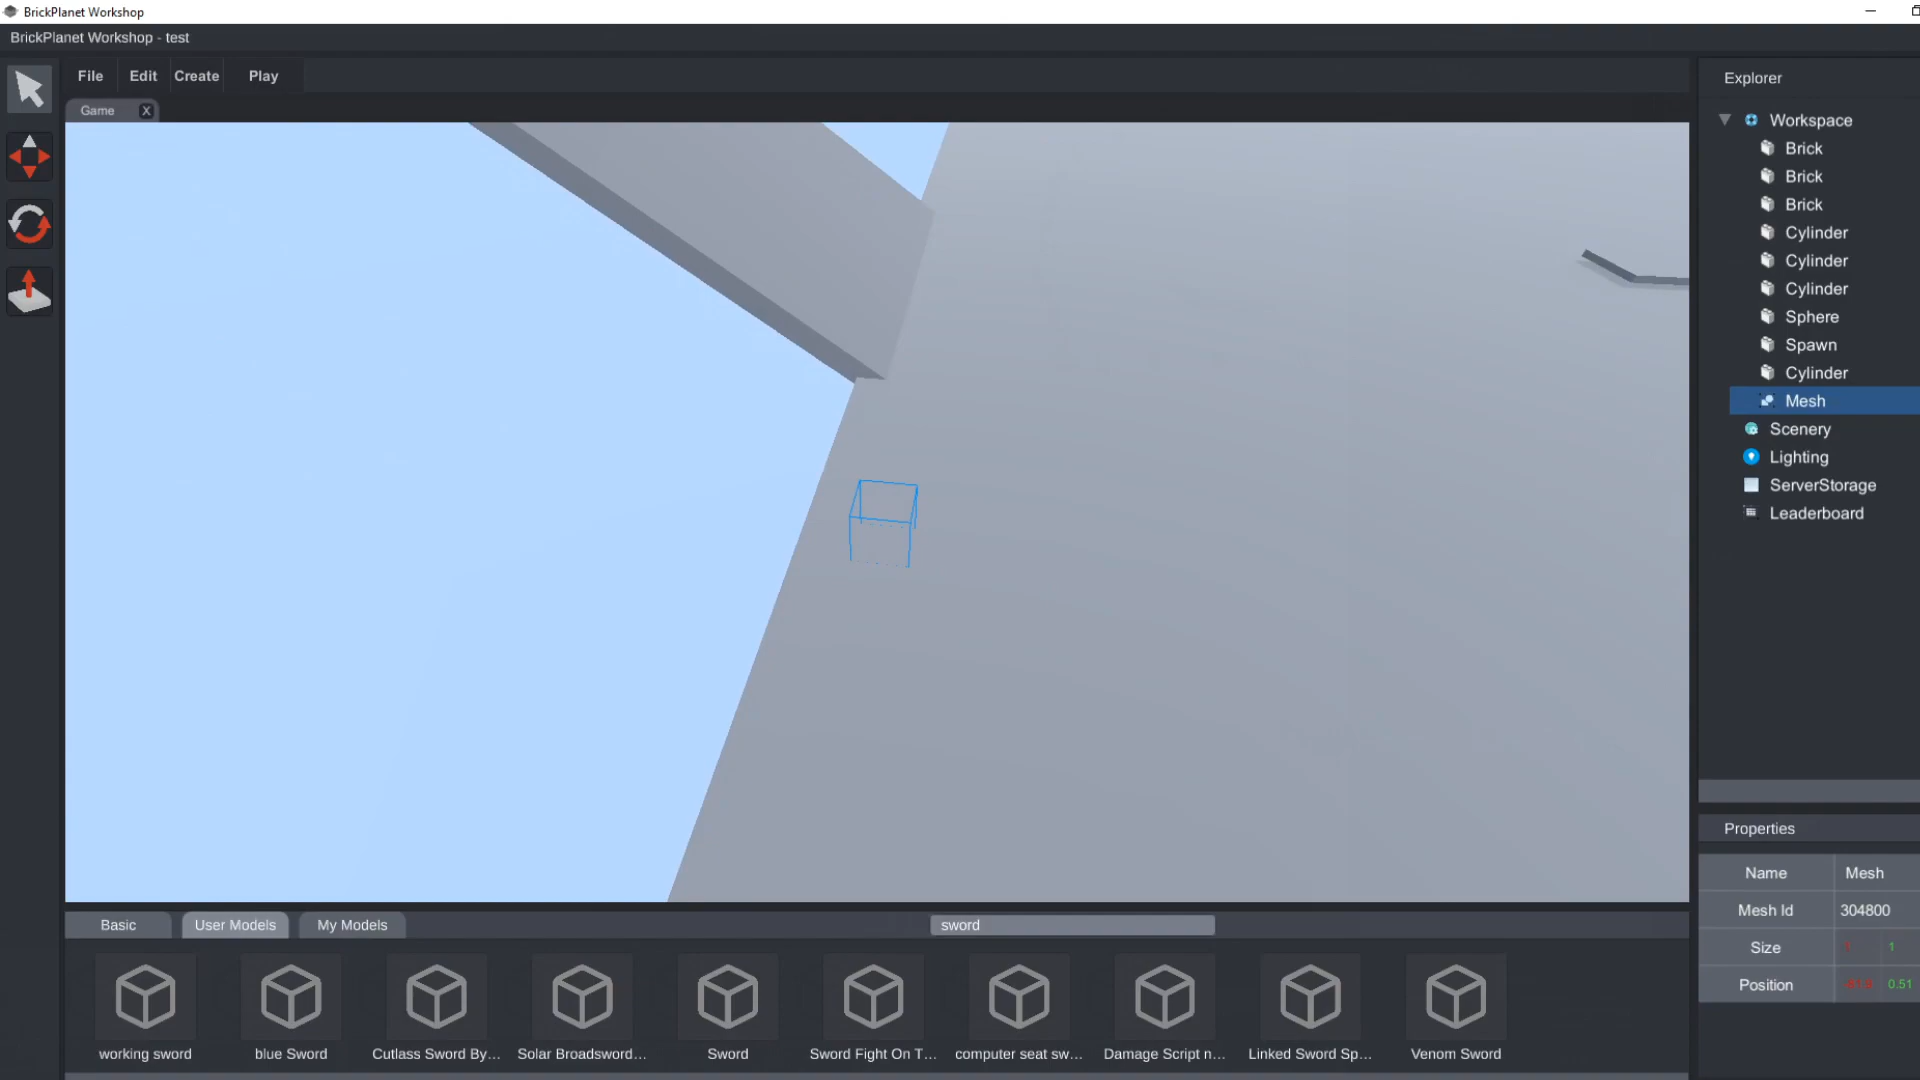 BrickPlanet Workshop
BrickPlanet Workshop - test
File Edit Create Play
Game X
Explorer
Workspace
Brick
Brick
Brick
Cylinder
Cylinder
Cylinder
Sphere
Spawn
Cylinder
Mesh
Scenery
Lighting
ServerStorage
Leaderboard
Properties
Name Mesh
Mesh Id 304800
Size 1 1
Position 0.51
Basic User Models My Models sword
working sword
blue Sword
Cutlass Sword By...
Solar Broadsword...
Sword
Sword Fight On T...
computer seat sw...
Damage Script n...
Linked Sword Sp...
Venom Sword